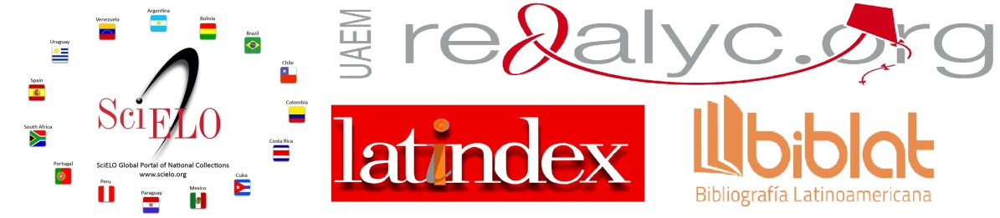 Argentina
Venezuela
Bolivia
Brazil
Uruguay
Chile
Spain
Colombia
SciELO
South Africa
Costa Rica
Portugal
SciELO Global Portal of National Collections
www.scielo.org
Cuba
Peru
Mexico
Paraguay
UAEM
redalyc.org
latindex
biblat
Bibliografía Latinoamericana